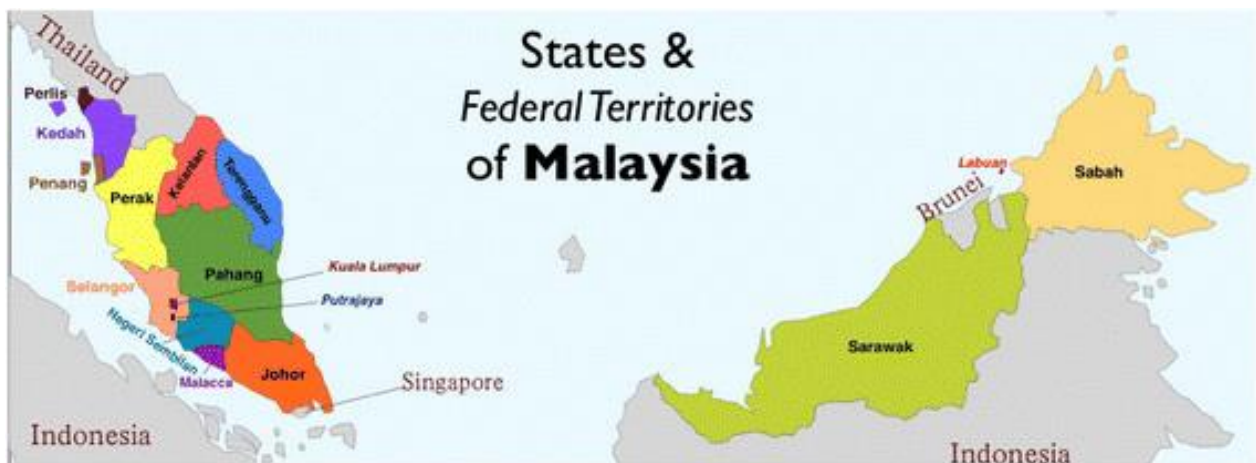 States &
Federal Territories
of Malaysia
Thailand
Perlis
Kedah
Penang
Perak
Kelantan
Terengganu
Pahang
Kuala Lumpur
Selangor
Putrajaya
Negeri Sembilan
Malacca
Johor
Singapore
Indonesia
Labuan
Sabah
Brunei
Sarawak
Indonesia